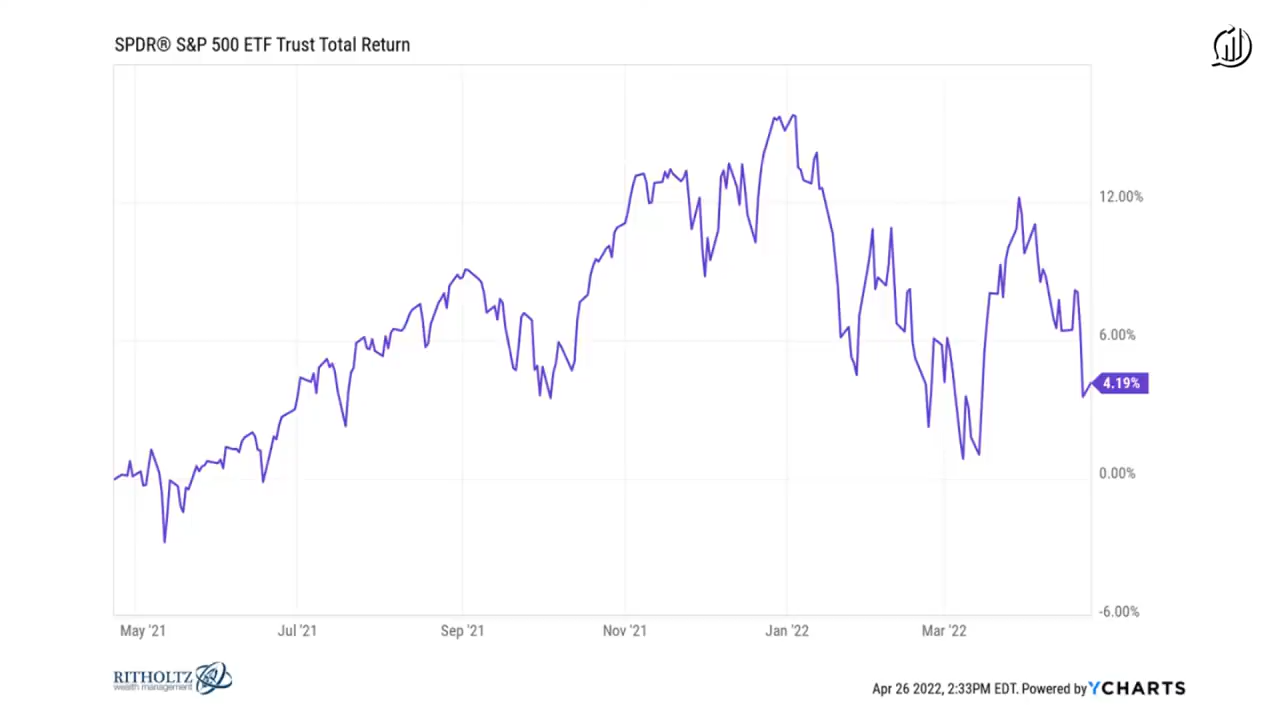 SPDR® S&P 500 ETF Trust Total Return
12.00%
6.00%
4.19%
0.00%
-6.00%
May '21 Jul '21 Sep '21 Nov '21 Jan '22 Mar '22
RITHOLTZ
wealth management
Apr 26 2022, 2:33PM EDT. Powered by YCHARTS